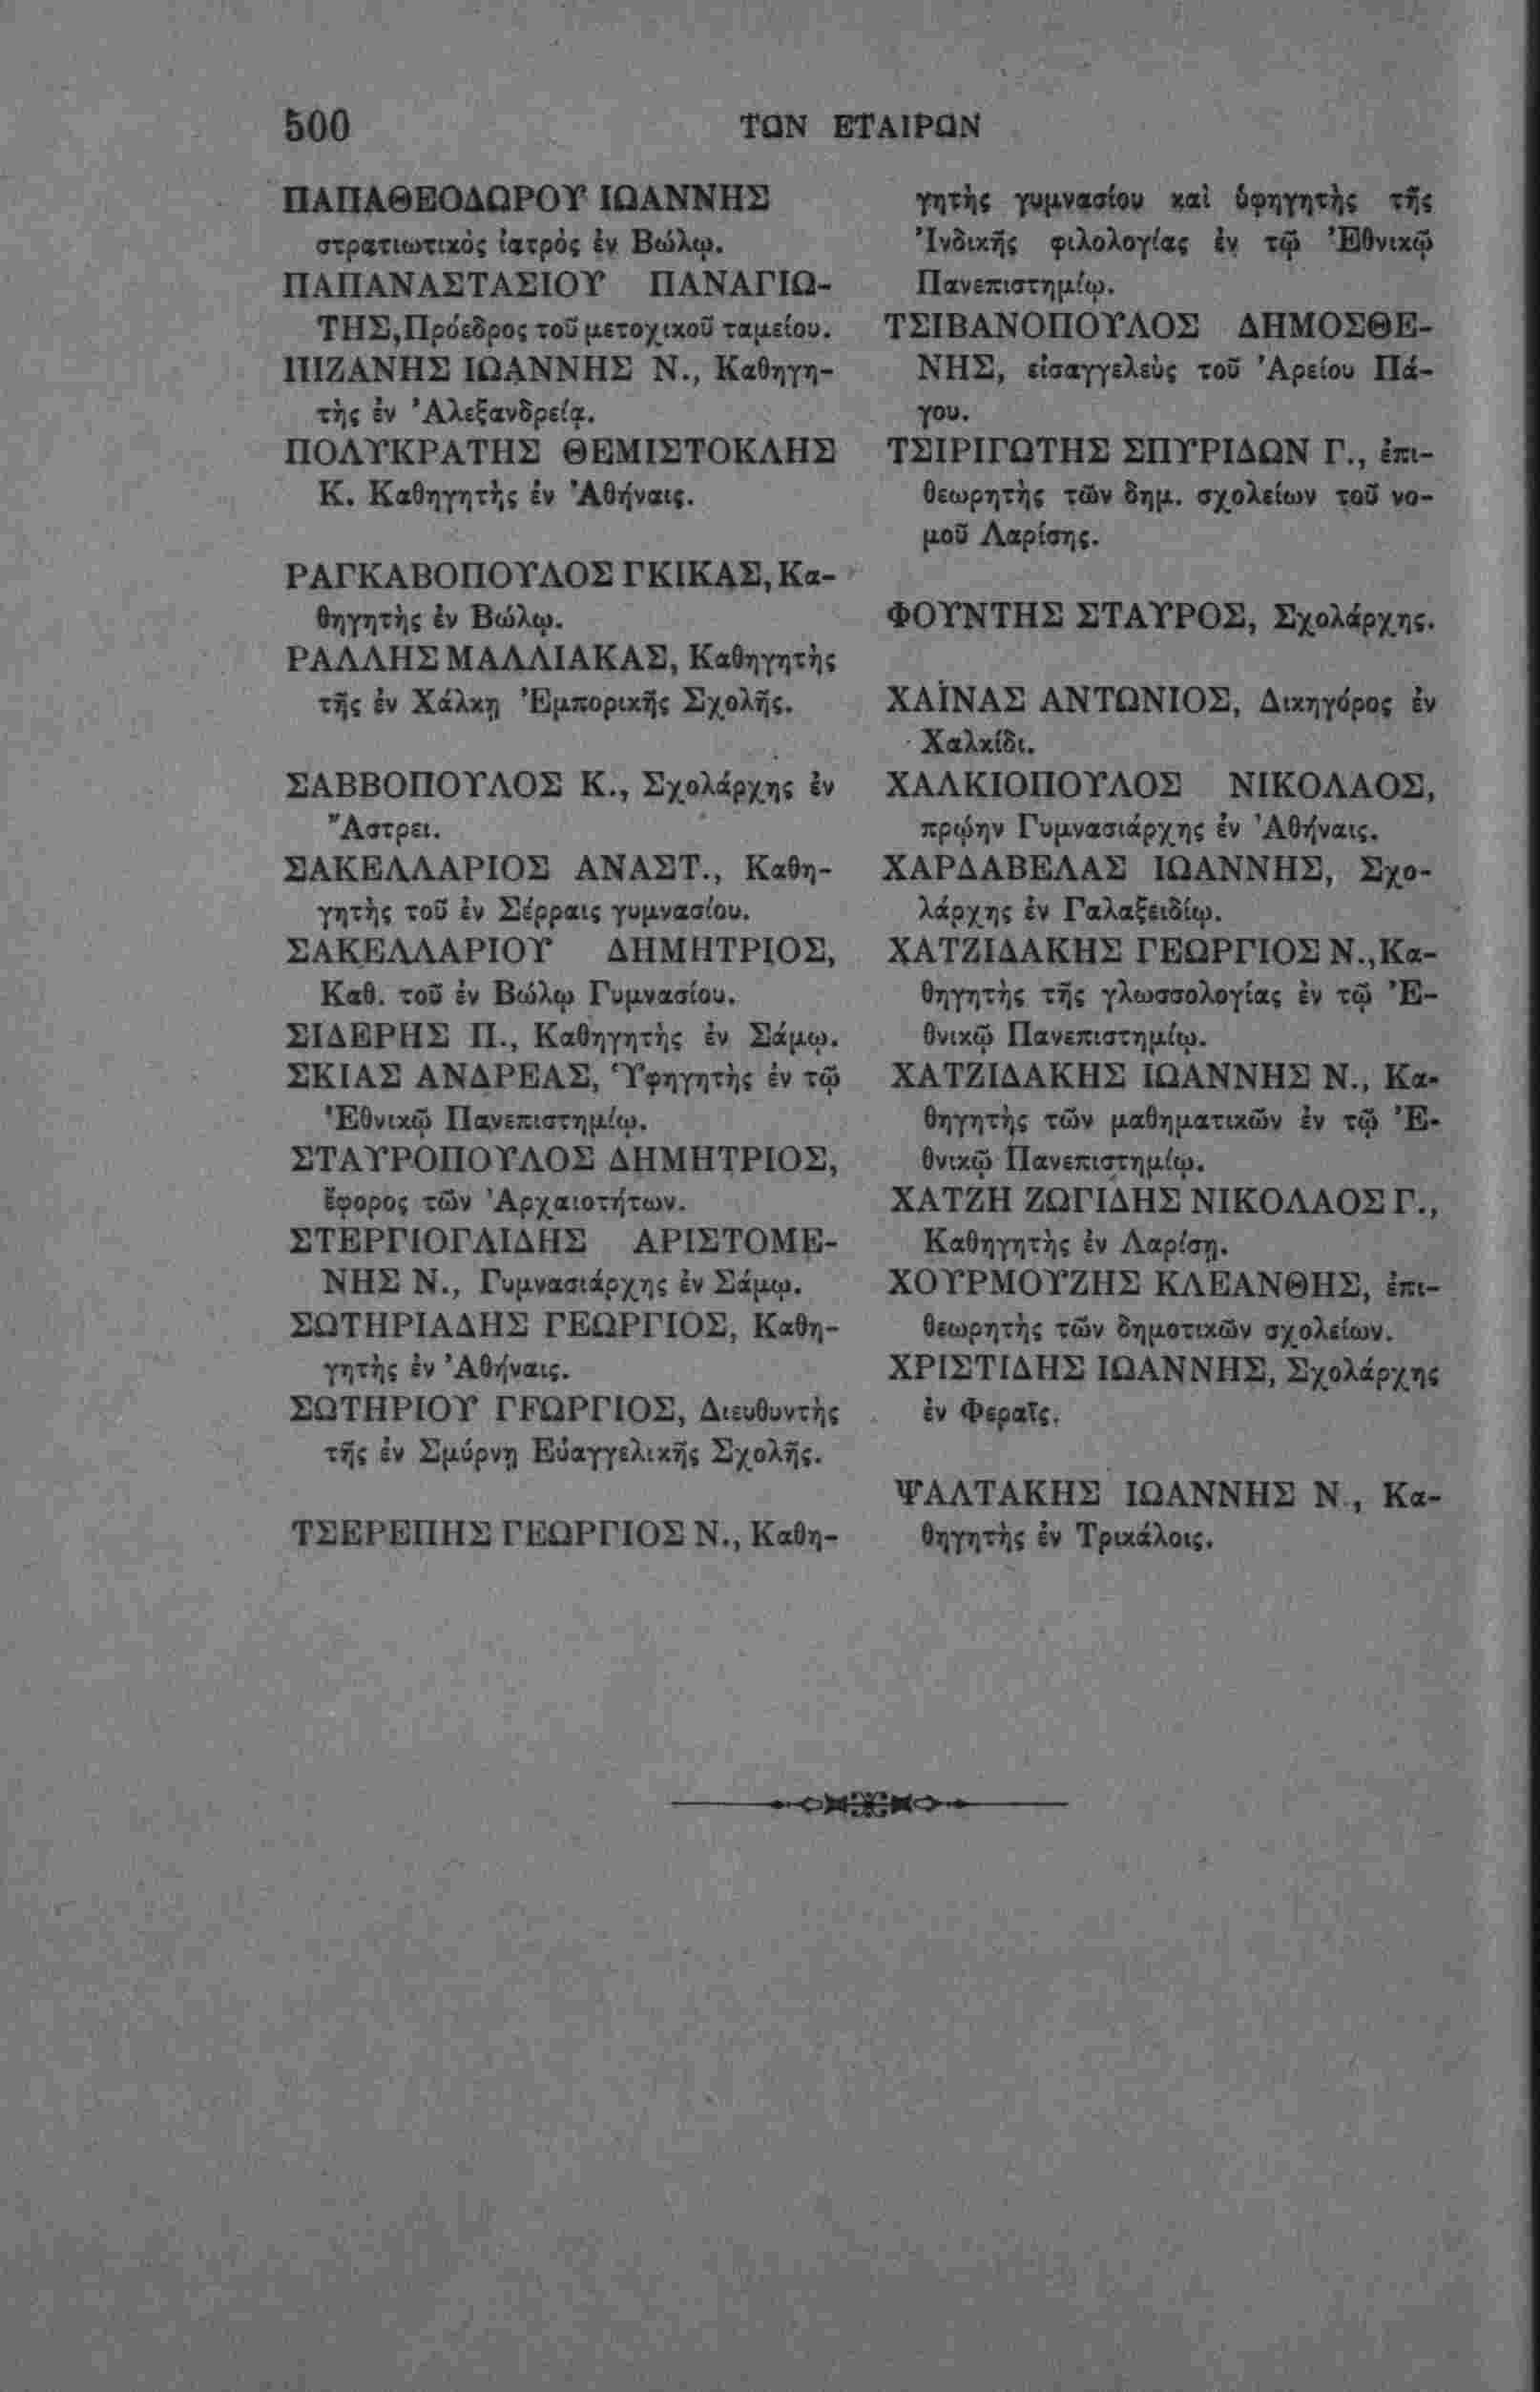 500
ΤΩΝ ΕΤΑΙΡΩΝ
ΠΑΠΑΘΕΟΔΩΡΟΥ ΙΩΑΝΝΗΣ
στρατιωτικὸς ἰατρὸς ἐν Βώλῳ.
ΠΑΠΑΝΑΣΤΑΣΙΟΥ ΠΑΝΑΓΙΩ-
ΤΗΣ, Πρόεδρος τοῦ μετοχικοῦ ταμείου.
ΠΙΖΑΝΗΣ ΙΩΑΝΝΗΣ Ν., Καθηγη-
τὴς ἐν Ἀλεξανδρείᾳ.
ΠΟΛΥΚΡΑΤΗΣ ΘΕΜΙΣΤΟΚΛΗΣ
Κ. Καθηγητὴς ἐν Ἀθήναις.
ΡΑΓΚΑΒΟΠΟΥΛΟΣ ΓΚΙΚΑΣ, Κα-
θηγητὴς ἐν Βώλῳ.
ΡΑΛΛΗΣ ΜΑΛΛΙΑΚΑΣ, Καθηγητὴς
τῆς ἐν Χάλκῃ Ἐμπορικῆς Σχολῆς.
ΣΑΒΒΟΠΟΥΛΟΣ Κ., Σχολάρχης ἐν
Ἄστρει.
ΣΑΚΕΛΛΑΡΙΟΣ ΑΝΑΣΤ., Καθη-
γητὴς τοῦ ἐν Σέρραις γυμνασίου.
ΣΑΚΕΛΛΑΡΙΟΥ ΔΗΜΗΤΡΙΟΣ,
Καθ. τοῦ ἐν Βώλῳ Γυμνασίου.
ΣΙΔΕΡΗΣ Π., Καθηγητὴς ἐν Σάμῳ.
ΣΚΙΑΣ ΑΝΔΡΕΑΣ, Ὑφηγητὴς ἐν τῷ
Ἐθνικῷ Πανεπιστημίῳ.
ΣΤΑΥΡΟΠΟΥΛΟΣ ΔΗΜΗΤΡΙΟΣ,
ἔφορος τῶν Ἀρχαιοτήτων.
ΣΤΕΡΓΙΟΓΛΙΔΗΣ ΑΡΙΣΤΟΜΕ-
ΝΗΣ Ν., Γυμνασιάρχης ἐν Σάμῳ.
ΣΩΤΗΡΙΑΔΗΣ ΓΕΩΡΓΙΟΣ, Καθη-
γητὴς ἐν Ἀθήναις.
ΣΩΤΗΡΙΟΥ ΓΕΩΡΓΙΟΣ, Διευθυντὴς
τῆς ἐν Σμύρνῃ Εὐαγγελικῆς Σχολῆς.
ΤΣΕΡΕΠΗΣ ΓΕΩΡΓΙΟΣ Ν., Καθη-
γητὴς γυμνασίου καὶ ὑφηγητὴς τῆς
Ἰνδικῆς φιλολογίας ἐν τῷ Ἐθνικῷ
Πανεπιστημίῳ.
ΤΣΙΒΑΝΟΠΟΥΛΟΣ ΔΗΜΟΣΘΕ-
ΝΗΣ, εἰσαγγελεὺς τοῦ Ἀρείου Πά-
γου.
ΤΣΙΡΙΓΩΤΗΣ ΣΠΥΡΙΔΩΝ Γ., ἐπι-
θεωρητὴς τῶν δημ. σχολείων τοῦ νο-
μοῦ Λαρίσης.
ΦΟΥΝΤΗΣ ΣΤΑΥΡΟΣ, Σχολάρχης.
ΧΑΪΝΑΣ ΑΝΤΩΝΙΟΣ, Δικηγόρος ἐν
Χαλκίδι.
ΧΑΛΚΙΟΠΟΥΛΟΣ ΝΙΚΟΛΑΟΣ,
πρῴην Γυμνασιάρχης ἐν Ἀθήναις.
ΧΑΡΔΑΒΕΛΑΣ ΙΩΑΝΝΗΣ, Σχο-
λάρχης ἐν Γαλαξειδίῳ.
ΧΑΤΖΙΔΑΚΗΣ ΓΕΩΡΓΙΟΣ Ν., Κα-
θηγητὴς τῆς γλωσσολογίας ἐν τῷ Ἐ-
θνικῷ Πανεπιστημίῳ.
ΧΑΤΖΙΔΑΚΗΣ ΙΩΑΝΝΗΣ Ν., Κα-
θηγητὴς τῶν μαθηματικῶν ἐν τῷ Ἐ-
θνικῷ Πανεπιστημίῳ.
ΧΑΤΖΗ ΖΩΓΙΔΗΣ ΝΙΚΟΛΑΟΣ Γ.,
Καθηγητὴς ἐν Λαρίσῃ.
ΧΟΥΡΜΟΥΖΗΣ ΚΛΕΑΝΘΗΣ, ἐπι-
θεωρητὴς τῶν δημοτικῶν σχολείων.
ΧΡΙΣΤΙΔΗΣ ΙΩΑΝΝΗΣ, Σχολάρχης
ἐν Φεραῖς.
ΨΑΛΤΑΚΗΣ ΙΩΑΝΝΗΣ Ν., Κα-
θηγητὴς ἐν Τρικάλοις.